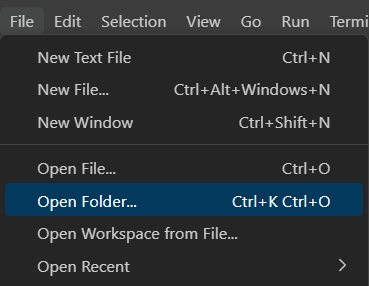 File Edit Selection View Go Run Termi
New Text File Ctrl+N
New File... Ctrl+Alt+Windows+N
New Window Ctrl+Shift+N
Open File... Ctrl+O
Open Folder... Ctrl+K Ctrl+O
Open Workspace from File...
Open Recent